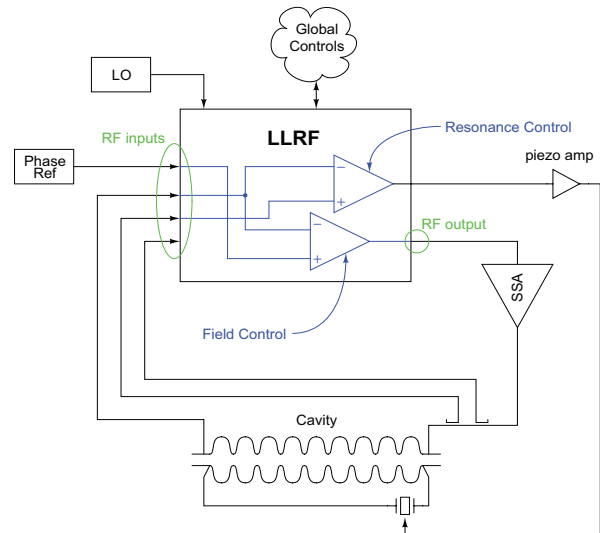 Global
Controls
LO
LLRF
RF inputs
Resonance Control
Phase
Ref
piezo amp
−
+
−
+
RF output
SSA
Field Control
Cavity